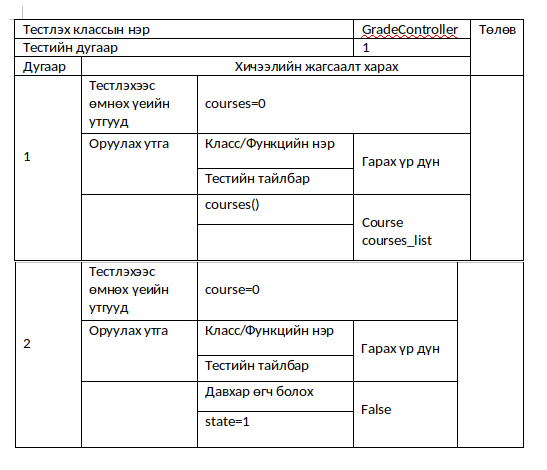 Тестлэх классын нэр GradeController Төлөв
Тестийн дугаар 1
Дугаар Хичээлийн жагсаалт харах
Тестлэхээс
өмнөх үеийн
утгууд
courses=0
1
Оруулах утга
Класс/Функцийн нэр
Гарах үр дүн
Тестийн тайлбар
courses()
Course
courses_list
Тестлэхээс
өмнөх үеийн
утгууд
course=0
2
Оруулах утга
Класс/Функцийн нэр
Гарах үр дүн
Тестийн тайлбар
Давхар өгч болох
False
state=1